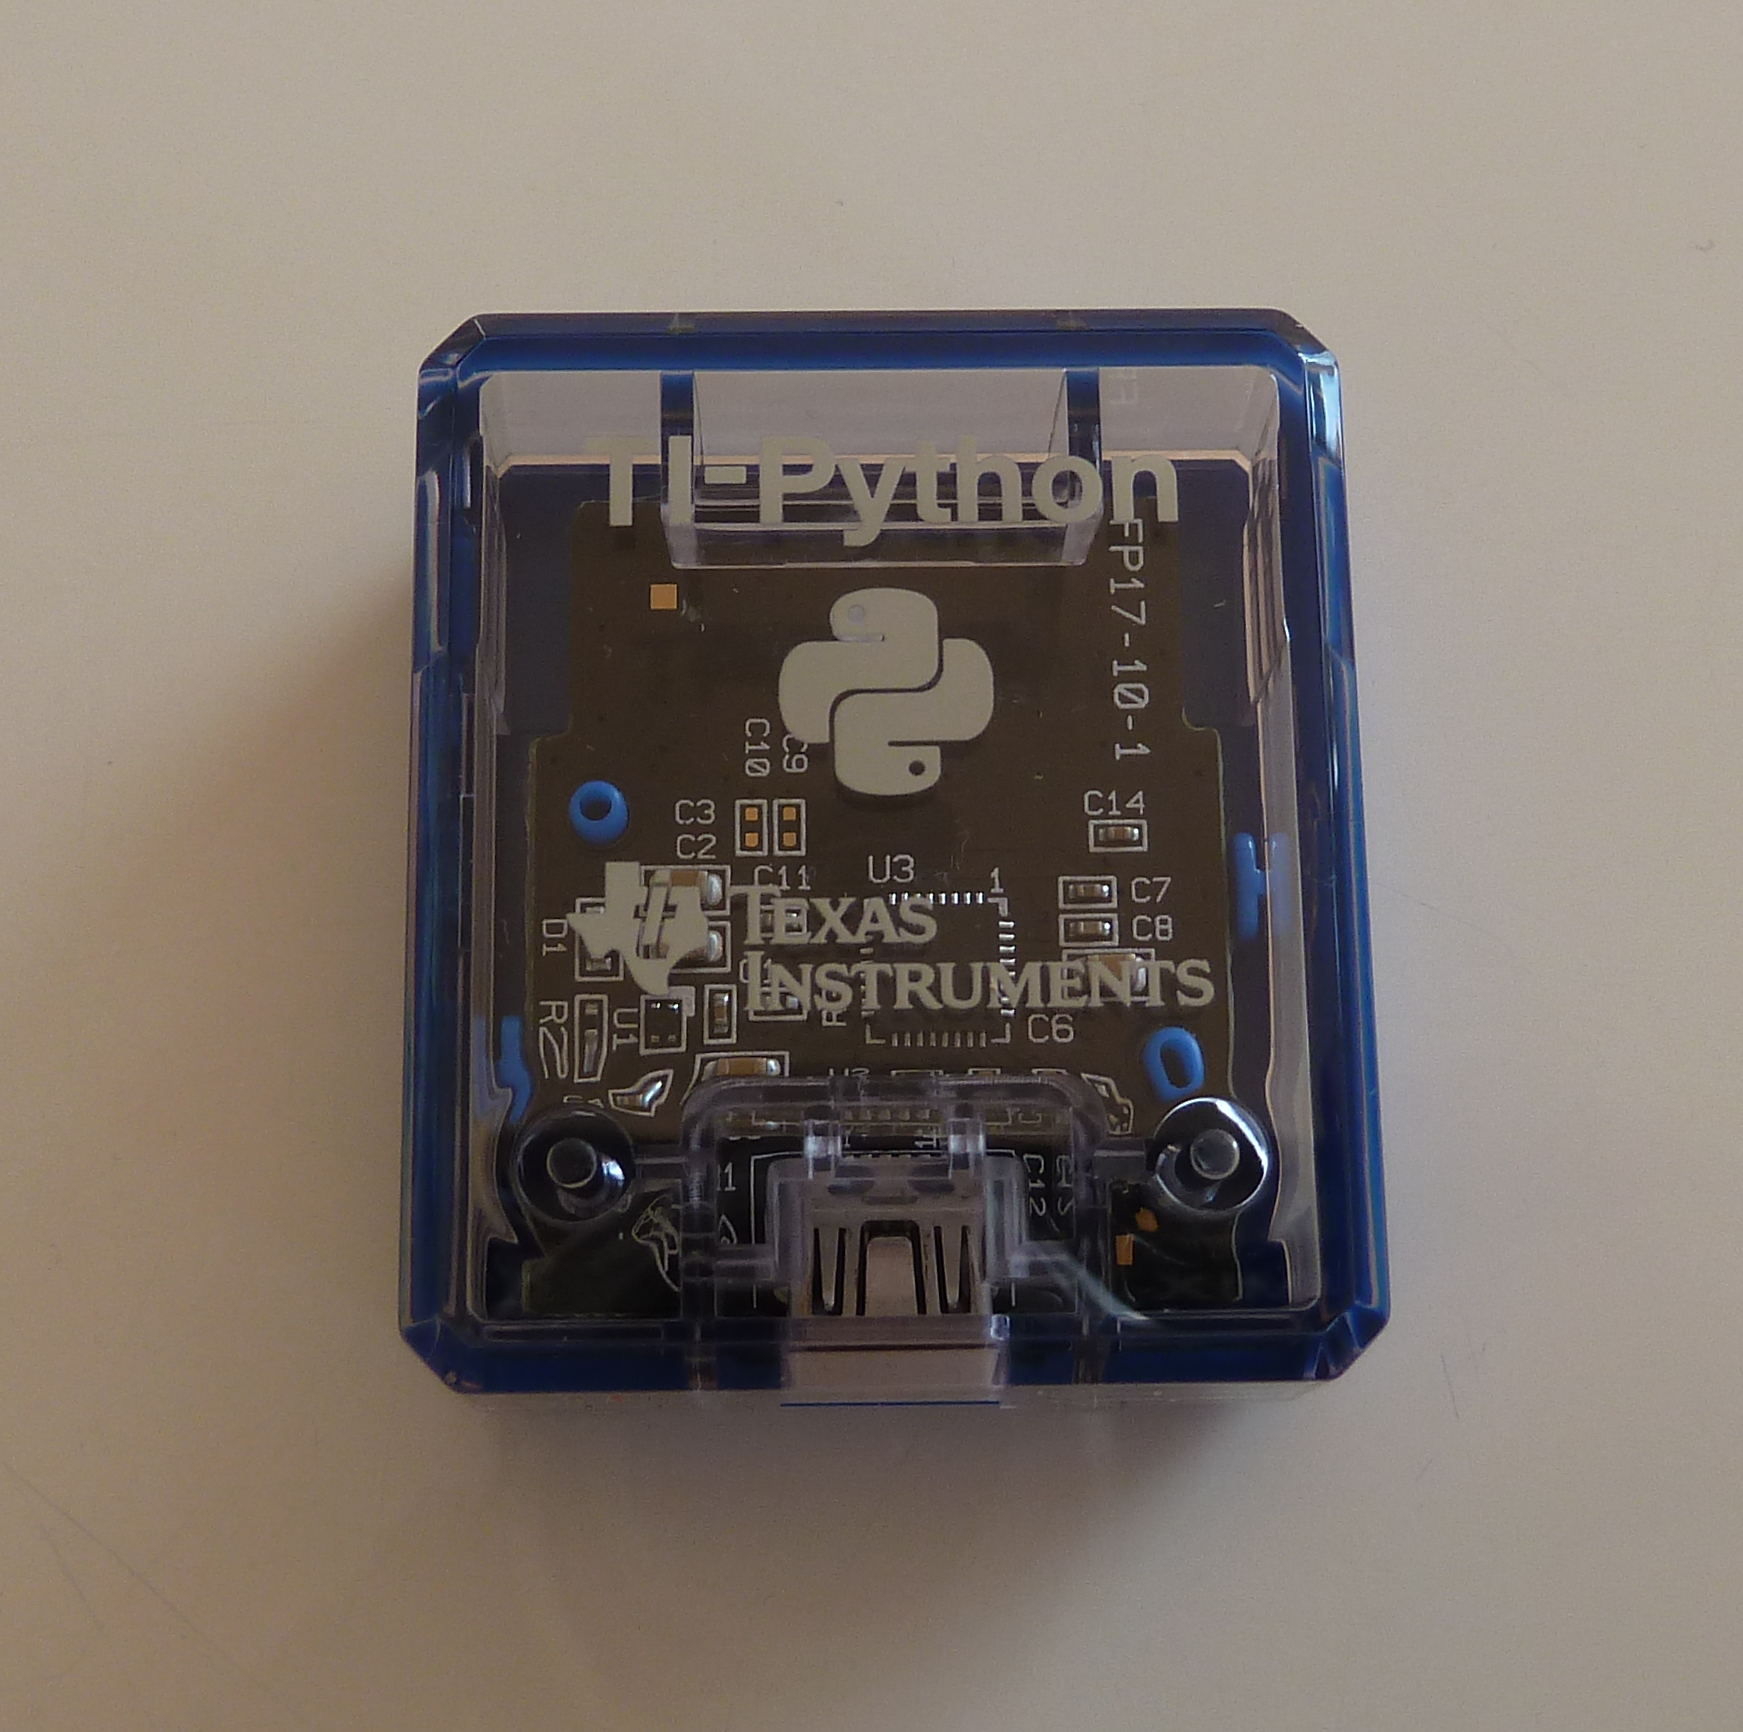 TI-Python
FP17-10-1
C10
C9
C3
C2
C14
C11
U3
1
C7
C8
D1
TEXAS
INSTRUMENTS
R2
U1
C6
C12